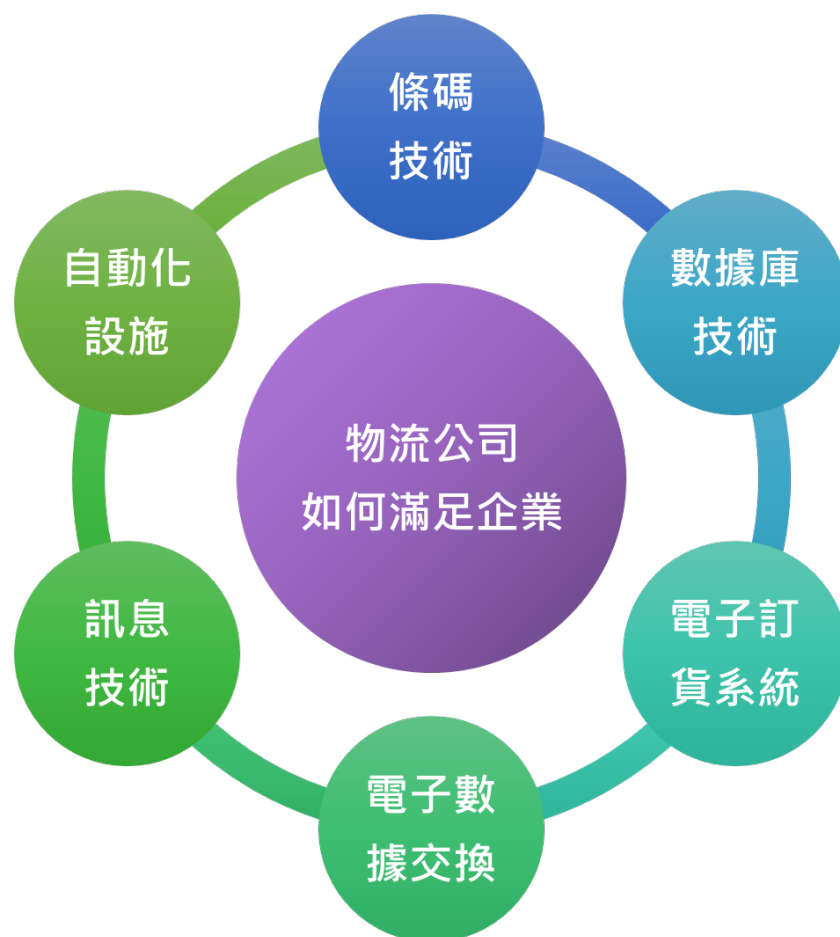 條碼
技術
自動化
設施
數據庫
技術
物流公司
如何滿足企業
訊息
技術
電子訂
貨系統
電子數
據交換